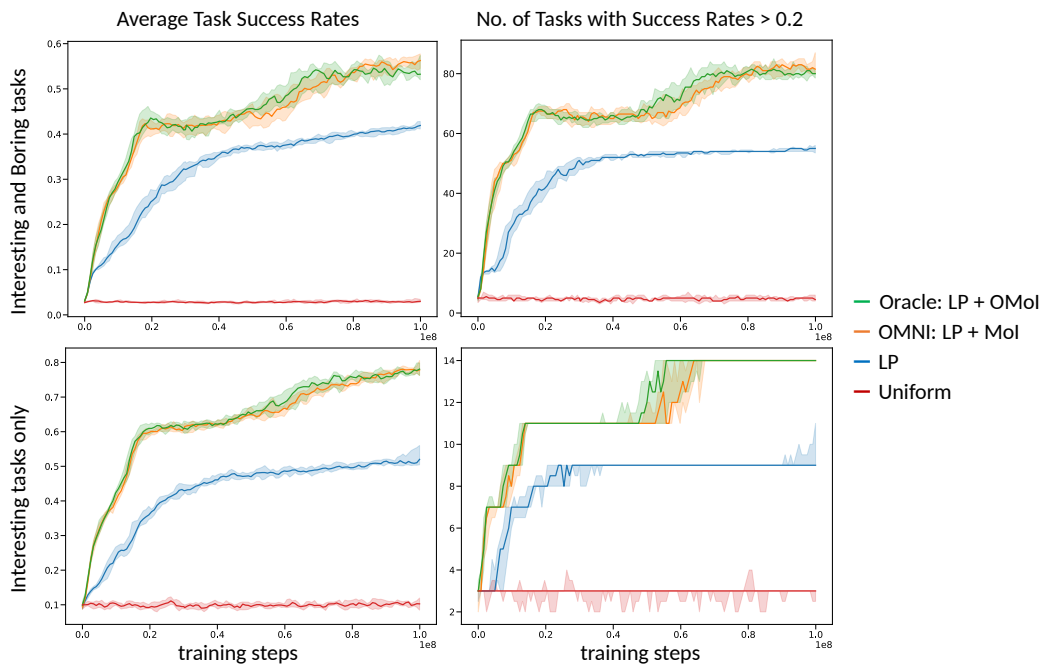 Average Task Success Rates
No. of Tasks with Success Rates > 0.2
Interesting and Boring tasks
0.6
0.5
0.4
0.3
0.2
0.1
0.0
0.0 0.2 0.4 0.6 0.8 1.0
1e8
80
60
40
20
0
0.0 0.2 0.4 0.6 0.8 1.0
1e8
Interesting tasks only
0.8
0.7
0.6
0.5
0.4
0.3
0.2
0.1
0.0 0.2 0.4 0.6 0.8 1.0
1e8
training steps
14
12
10
8
6
4
2
0.0 0.2 0.4 0.6 0.8 1.0
1e8
training steps
Oracle: LP + OMoI
OMNI: LP + MoI
LP
Uniform